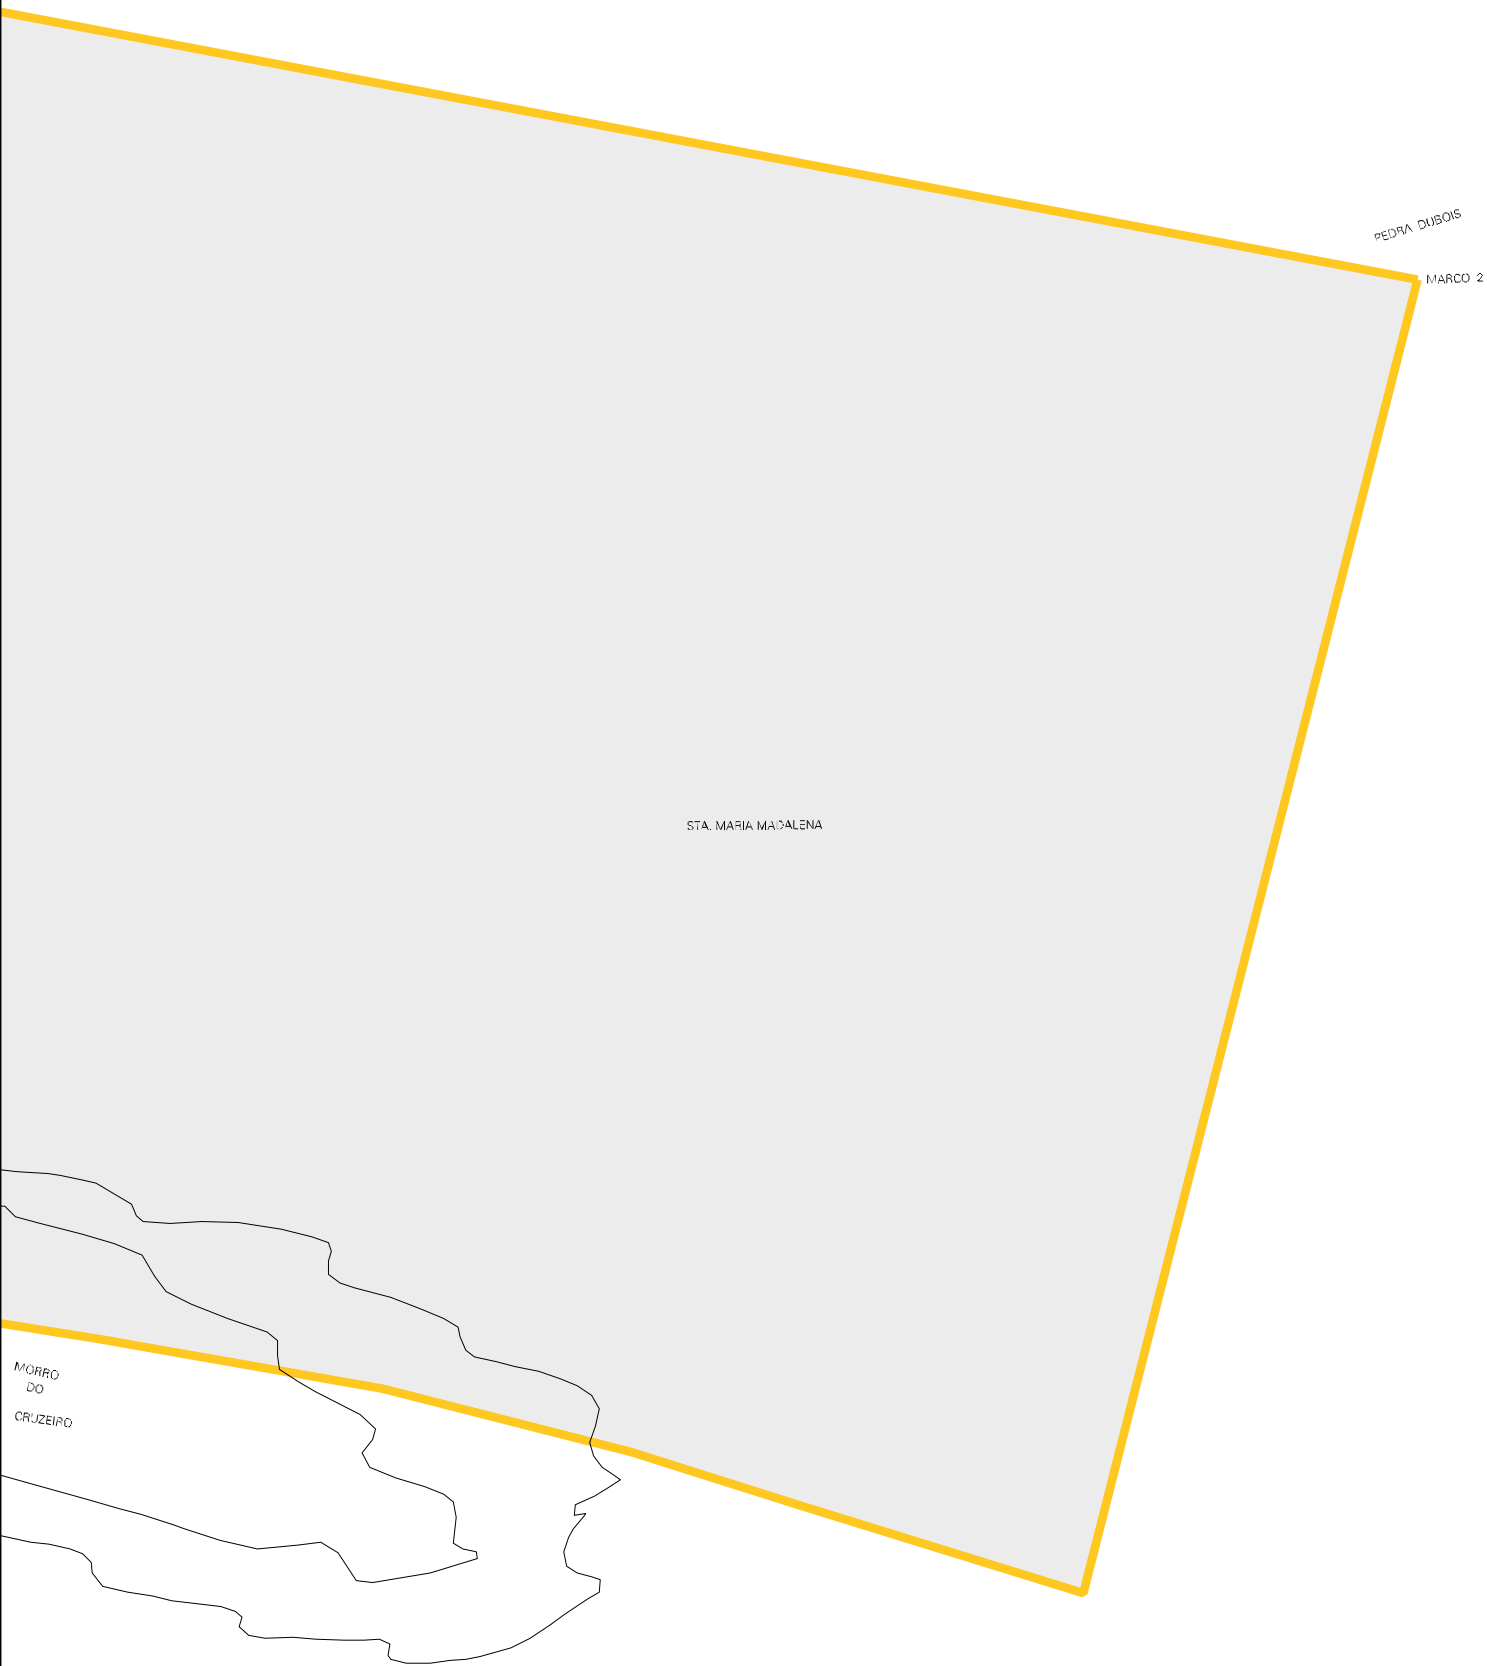 PEDRA DUBOIS
MARCO 2
STA. MARIA MADALENA
MORRO
DO
CRUZEIRO